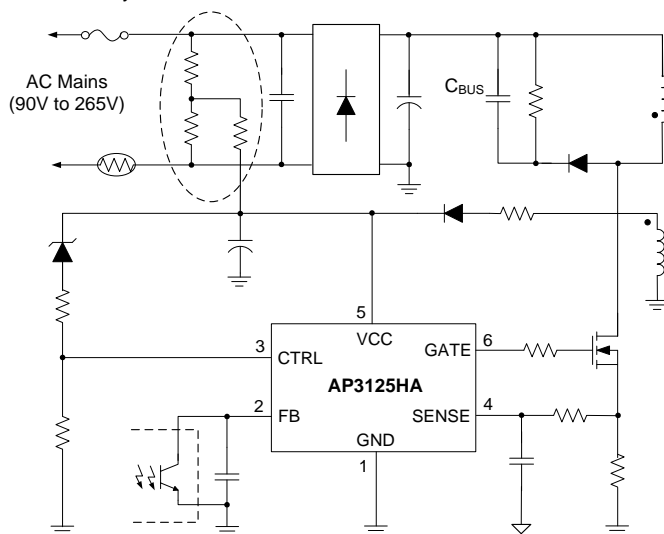 AC Mains
(90V to 265V)
CBUS
5
VCC
3
CTRL
GATE
6
AP3125HA
2
FB
SENSE
4
GND
1